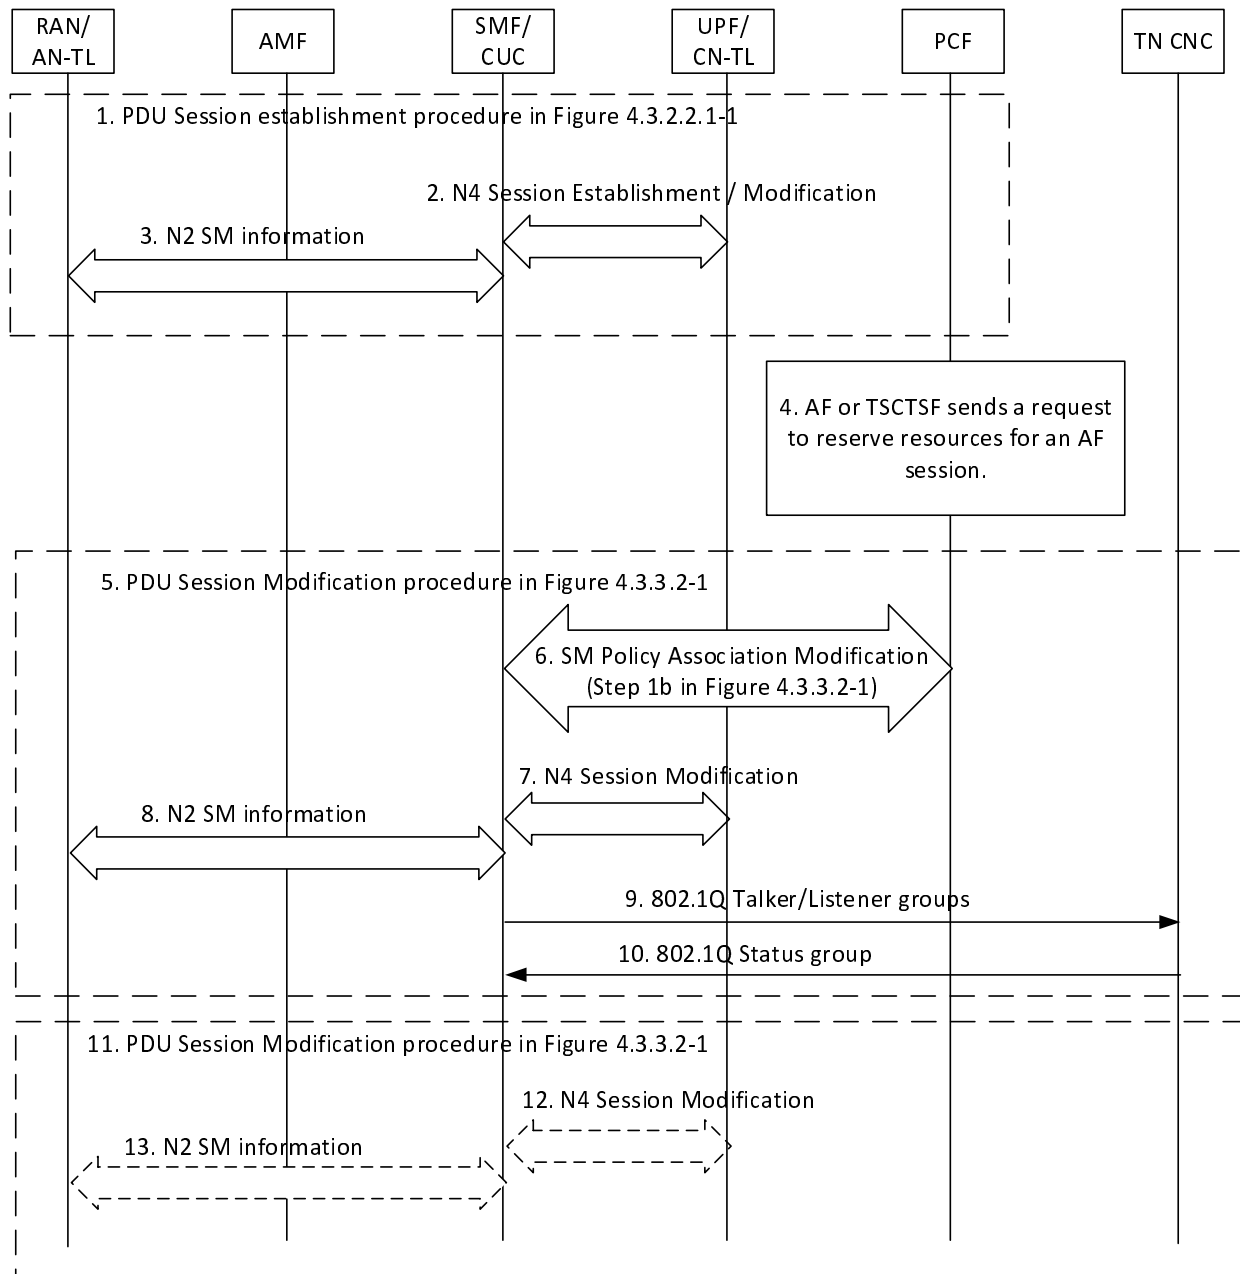 RAN/
AN-TL
AMF
SMF/
CUC
UPF/
CN-TL
PCF
TN CNC
1. PDU Session establishment procedure in Figure 4.3.2.2.1-1
2. N4 Session Establishment / Modification
3. N2 SM information
4. AF or TSCTSF sends a request
to reserve resources for an AF
session.
5. PDU Session Modification procedure in Figure 4.3.3.2-1
6. SM Policy Association Modification
(Step 1b in Figure 4.3.3.2-1)
7. N4 Session Modification
8. N2 SM information
9. 802.1Q Talker/Listener groups
10. 802.1Q Status group
11. PDU Session Modification procedure in Figure 4.3.3.2-1
12. N4 Session Modification
13. N2 SM information